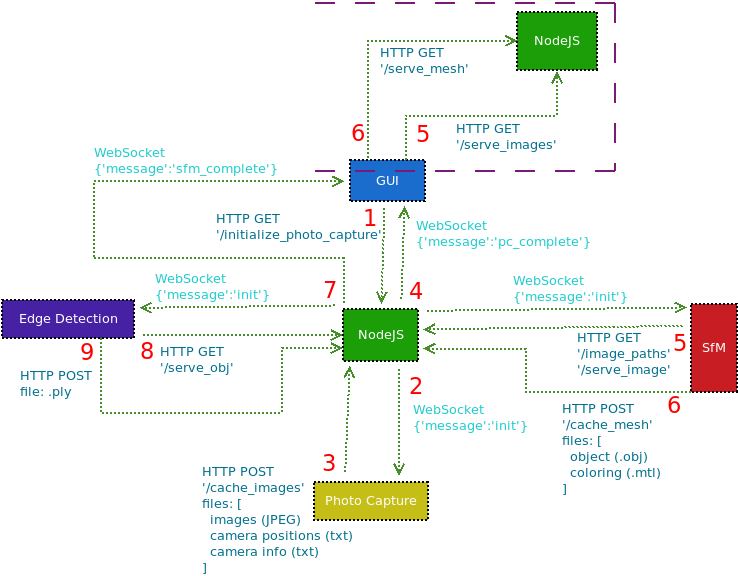 NodeJS
HTTP GET
'/serve_mesh'
6
5
HTTP GET
'/serve_images'
WebSocket
{'message':'sfm_complete'}
GUI
1
HTTP GET
'/initialize_photo_capture'
WebSocket
{'message':'pc_complete'}
WebSocket
{'message':'init'}
7
4
WebSocket
{'message':'init'}
Edge Detection
NodeJS
SfM
9
8
HTTP GET
'/serve_obj'
HTTP GET
'/image_paths'
'/serve_image'
5
HTTP POST
file: .ply
2
WebSocket
{'message':'init'}
6
HTTP POST
'/cache_mesh'
files: [
object (.obj)
coloring (.mtl)
]
3
HTTP POST
'/cache_images'
files: [
images (JPEG)
camera positions (txt)
camera info (txt)
]
Photo Capture